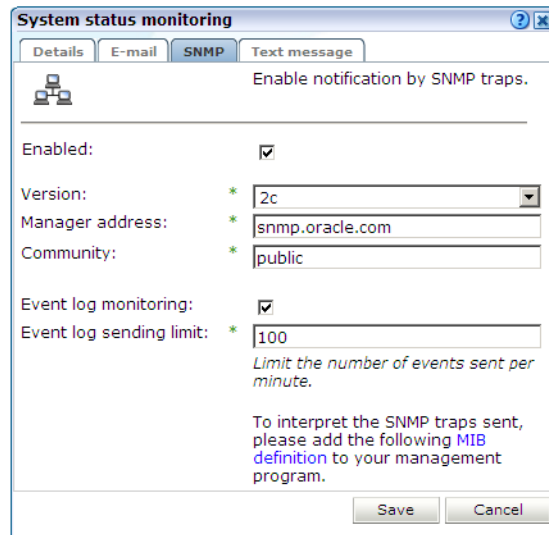 System status monitoring
Details E-mail SNMP Text message
Enable notification by SNMP traps.
Enabled:
Version: * 2c
Manager address: * snmp.oracle.com
Community: * public
Event log monitoring:
Event log sending limit: * 100
Limit the number of events sent per
minute.
To interpret the SNMP traps sent,
please add the following MIB
definition to your management
program.
Save Cancel